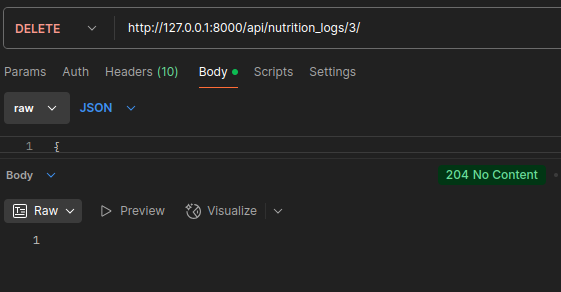 DELETE http://127.0.0.1:8000/api/nutrition_logs/3/
Params Auth Headers (10) Body Scripts Settings
raw JSON
1 {
Body 204 No Content
Raw Preview Visualize
1